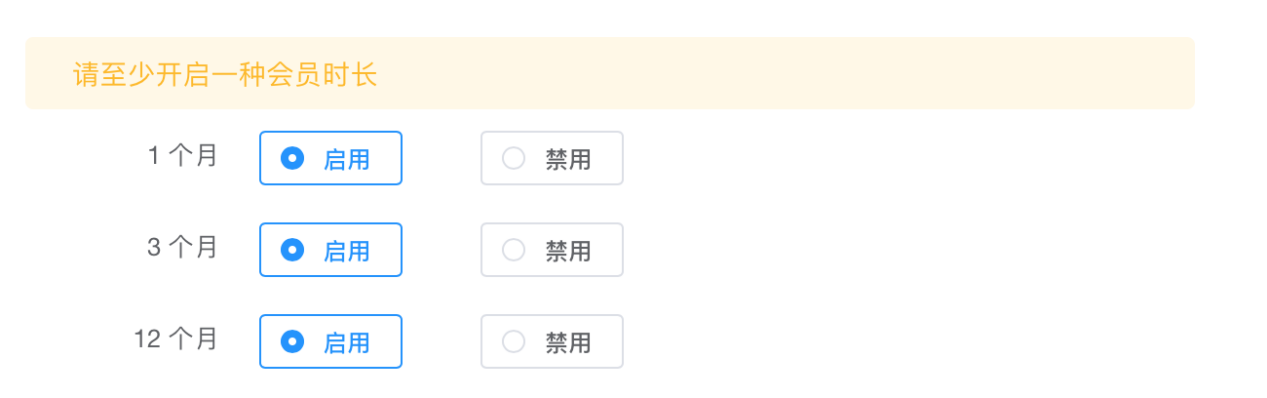 请至少开启一种会员时长
1 个月 启用 禁用
3 个月 启用 禁用
12 个月 启用 禁用